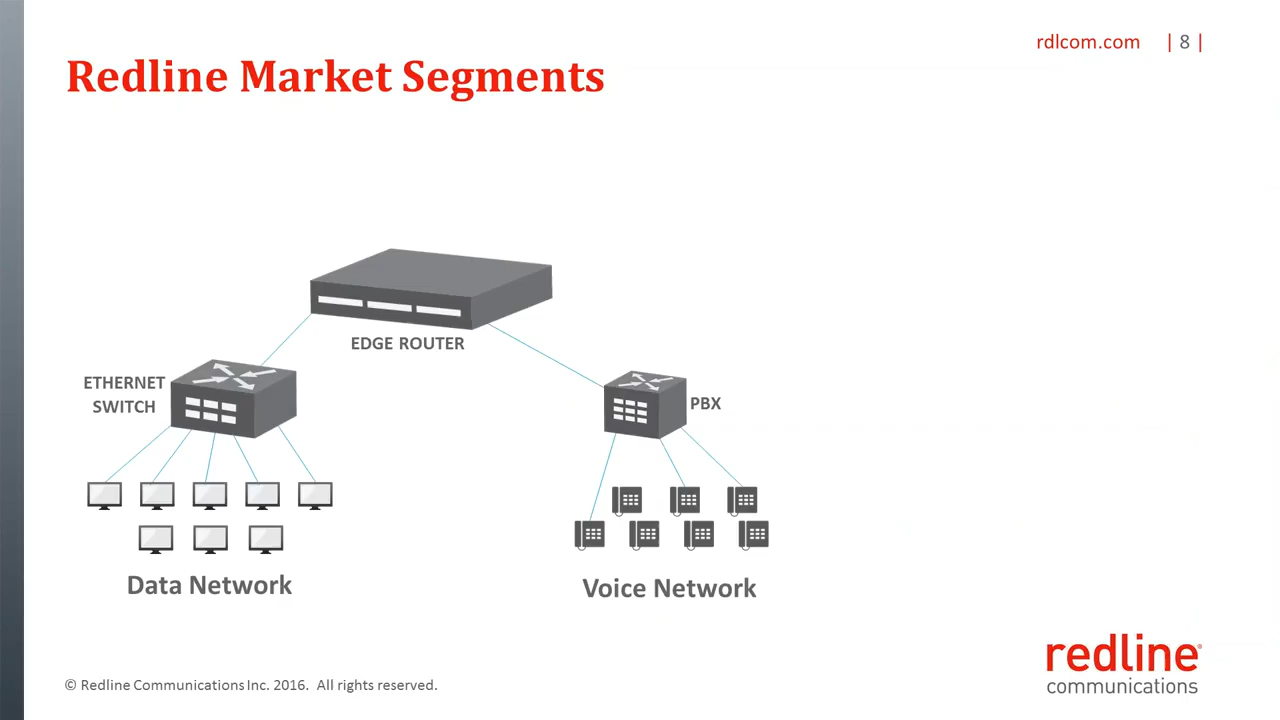 rdlcom.com | 8 |
Redline Market Segments
EDGE ROUTER
ETHERNET
SWITCH
PBX
Data Network
Voice Network
© Redline Communications Inc. 2016. All rights reserved.
redline®
communications